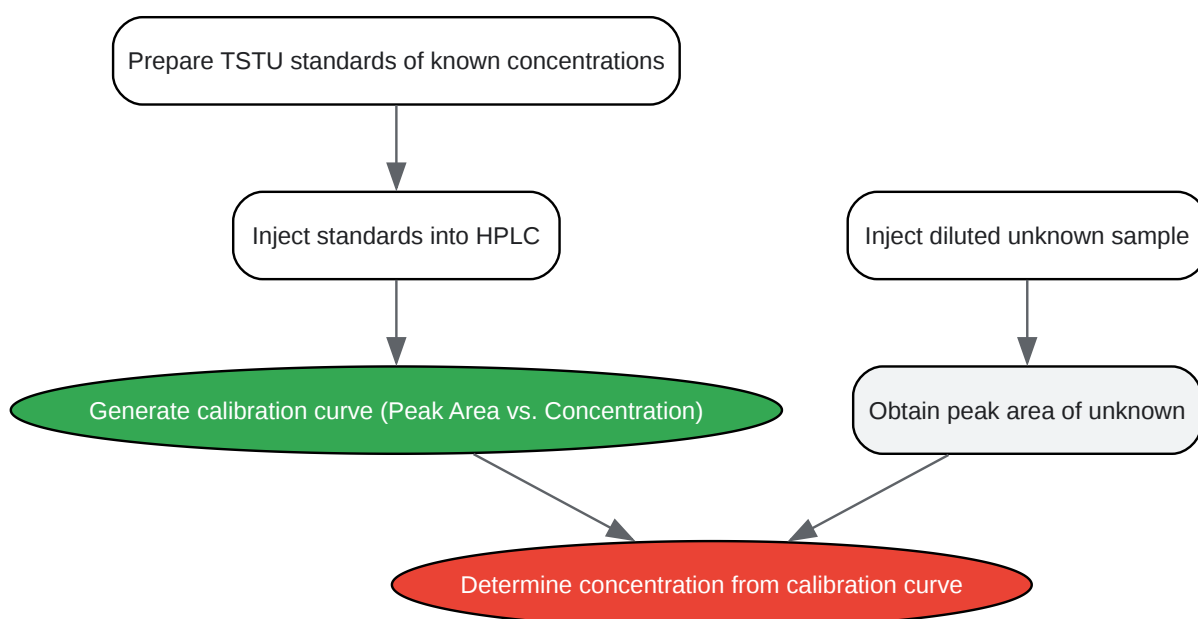 Prepare TSTU standards of known concentrations
Inject standards into HPLC
Inject diluted unknown sample
Generate calibration curve (Peak Area vs. Concentration)
Obtain peak area of unknown
Determine concentration from calibration curve